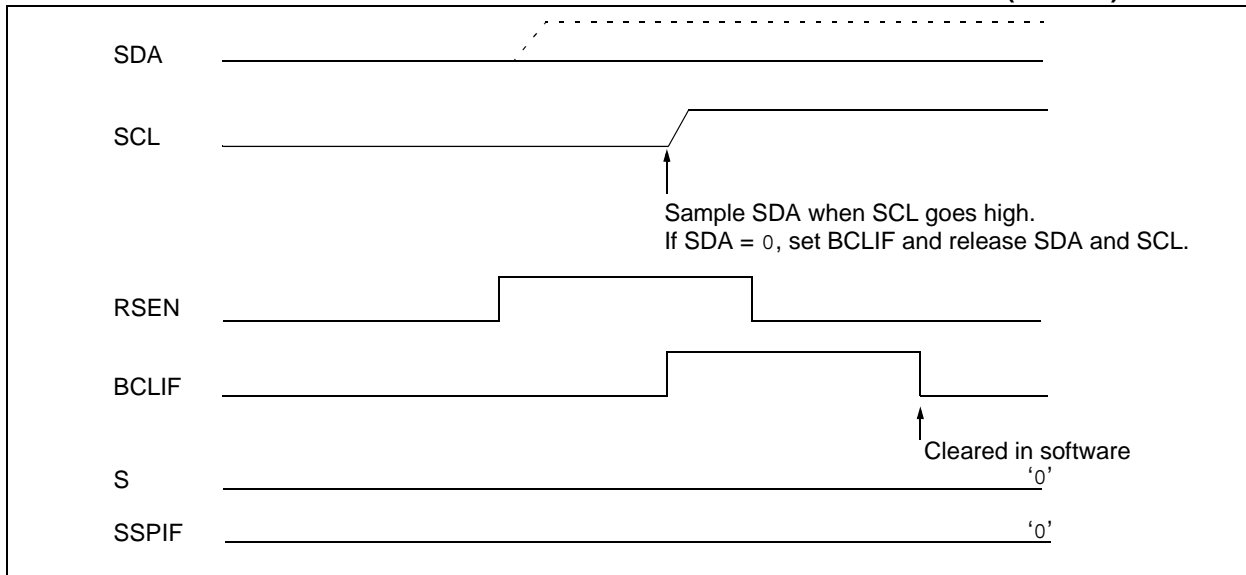 SDA
SCL
Sample SDA when SCL goes high.
If SDA = 0, set BCLIF and release SDA and SCL.
RSEN
BCLIF
Cleared in software
S
‘0’
SSPIF
‘0’